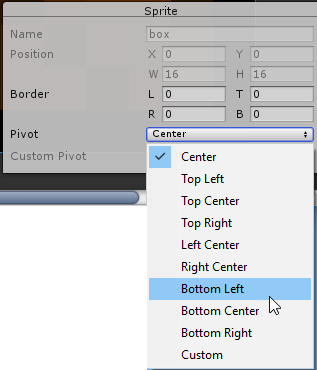 Sprite
Name box
Position X 0 Y 0
W 16 H 16
Border L 0 T 0
R 0 B 0
Pivot Center
Custom Pivot
Center
Top Left
Top Center
Top Right
Left Center
Right Center
Bottom Left
Bottom Center
Bottom Right
Custom